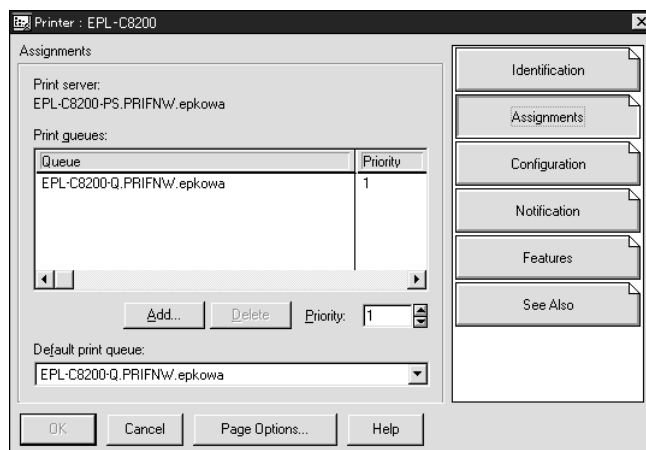 Printer : EPL-C8200
Assignments
Print server:
EPL-C8200-PS.PRIFNW.epkowa
Print queues:
Queue Priority
EPL-C8200-Q.PRIFNW.epkowa 1
Add... Delete Priority: 1
Default print queue:
EPL-C8200-Q.PRIFNW.epkowa
OK Cancel Page Options... Help
Identification
Assignments
Configuration
Notification
Features
See Also